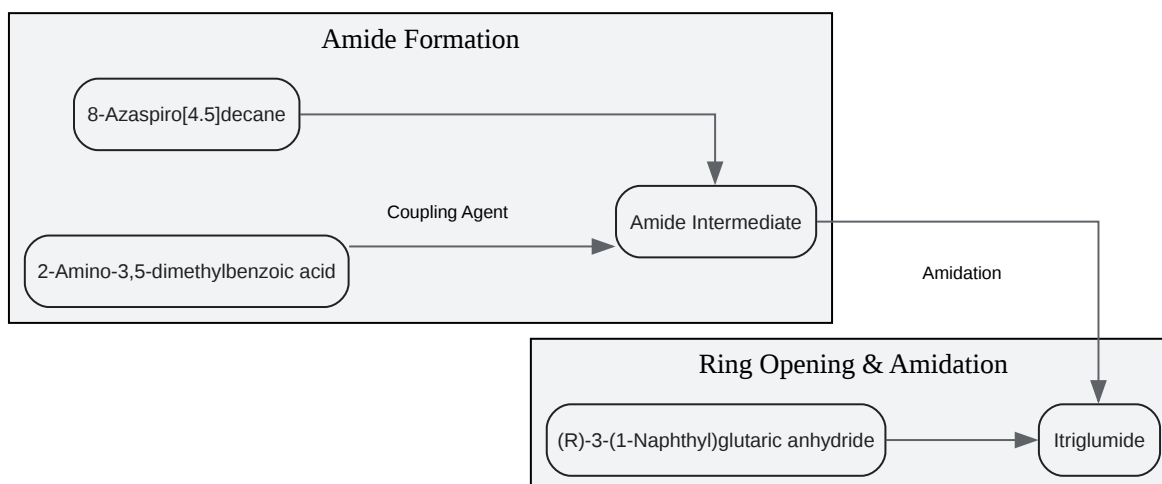 Amide Formation
8-Azaspiro[4.5]decane
Coupling Agent
Amide Intermediate
2-Amino-3,5-dimethylbenzoic acid
Amidation
Ring Opening & Amidation
(R)-3-(1-Naphthyl)glutaric anhydride
Itriglumide